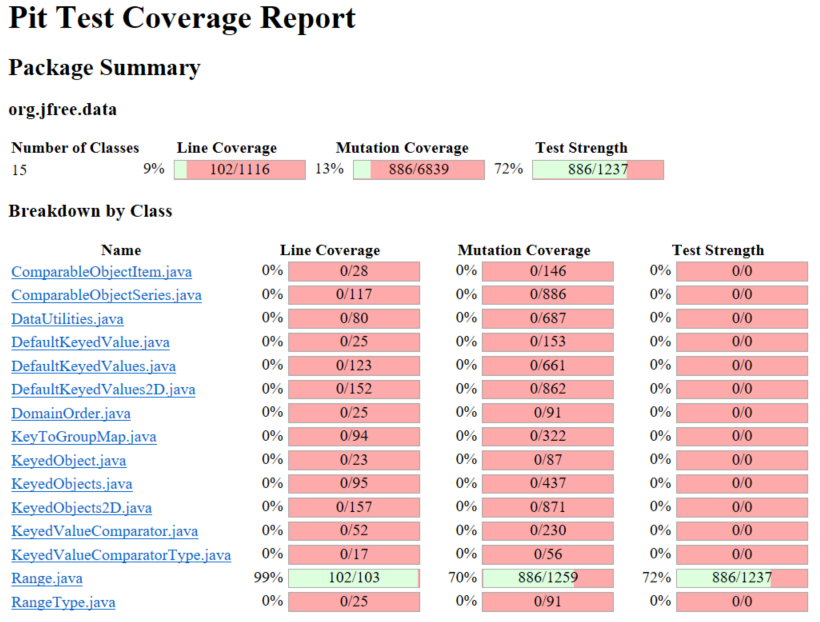 Pit Test Coverage Report
Package Summary
org.jfree.data
Number of Classes Line Coverage Mutation Coverage Test Strength
15 9% 102/1116 13% 886/6839 72% 886/1237
Breakdown by Class
Name Line Coverage Mutation Coverage Test Strength
ComparableObjectItem.java 0% 0/28 0% 0/146 0% 0/0
ComparableObjectSeries.java 0% 0/117 0% 0/886 0% 0/0
DataUtilities.java 0% 0/80 0% 0/687 0% 0/0
DefaultKeyedValue.java 0% 0/25 0% 0/153 0% 0/0
DefaultKeyedValues.java 0% 0/123 0% 0/661 0% 0/0
DefaultKeyedValues2D.java 0% 0/152 0% 0/862 0% 0/0
DomainOrder.java 0% 0/25 0% 0/91 0% 0/0
KeyToGroupMap.java 0% 0/94 0% 0/322 0% 0/0
KeyedObject.java 0% 0/23 0% 0/87 0% 0/0
KeyedObjects.java 0% 0/95 0% 0/437 0% 0/0
KeyedObjects2D.java 0% 0/157 0% 0/871 0% 0/0
KeyedValueComparator.java 0% 0/52 0% 0/230 0% 0/0
KeyedValueComparatorType.java 0% 0/17 0% 0/56 0% 0/0
Range.java 99% 102/103 70% 886/1259 72% 886/1237
RangeType.java 0% 0/25 0% 0/91 0% 0/0